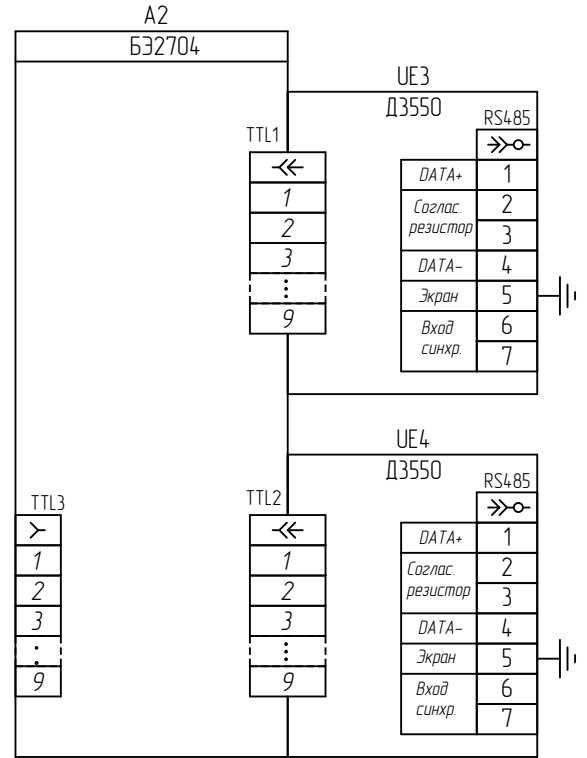 A2
БЭ2704
UE3
Д3550
RS485
TTL1
1
2
3
⋮
9
DATA+ 1
Соглас. 2
резистор 3
DATA– 4
Экран 5
Вход 6
синхр. 7
UE4
Д3550
RS485
TTL3
1
2
3
⋮
9
TTL2
1
2
3
⋮
9
DATA+ 1
Соглас. 2
резистор 3
DATA– 4
Экран 5
Вход 6
синхр. 7